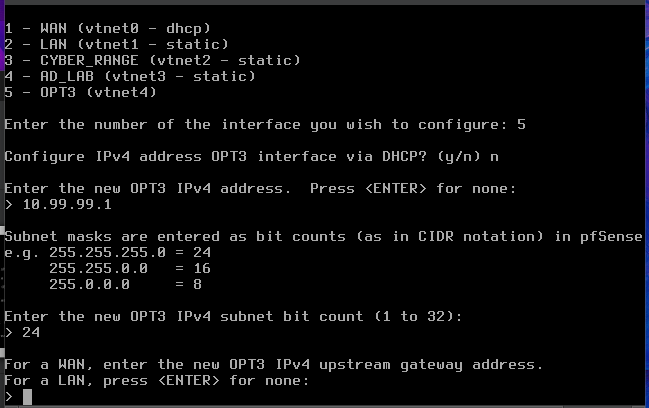 1 - WAN (vtnet0 - dhcp)
2 - LAN (vtnet1 - static)
3 - CYBER_RANGE (vtnet2 - static)
4 - AD_LAB (vtnet3 - static)
5 - OPT3 (vtnet4)
Enter the number of the interface you wish to configure: 5
Configure IPv4 address OPT3 interface via DHCP? (y/n) n
Enter the new OPT3 IPv4 address.  Press <ENTER> for none:
> 10.99.99.1
Subnet masks are entered as bit counts (as in CIDR notation) in pfSense
e.g. 255.255.255.0 = 24
     255.255.0.0   = 16
     255.0.0.0     = 8
Enter the new OPT3 IPv4 subnet bit count (1 to 32):
> 24
For a WAN, enter the new OPT3 IPv4 upstream gateway address.
For a LAN, press <ENTER> for none:
>